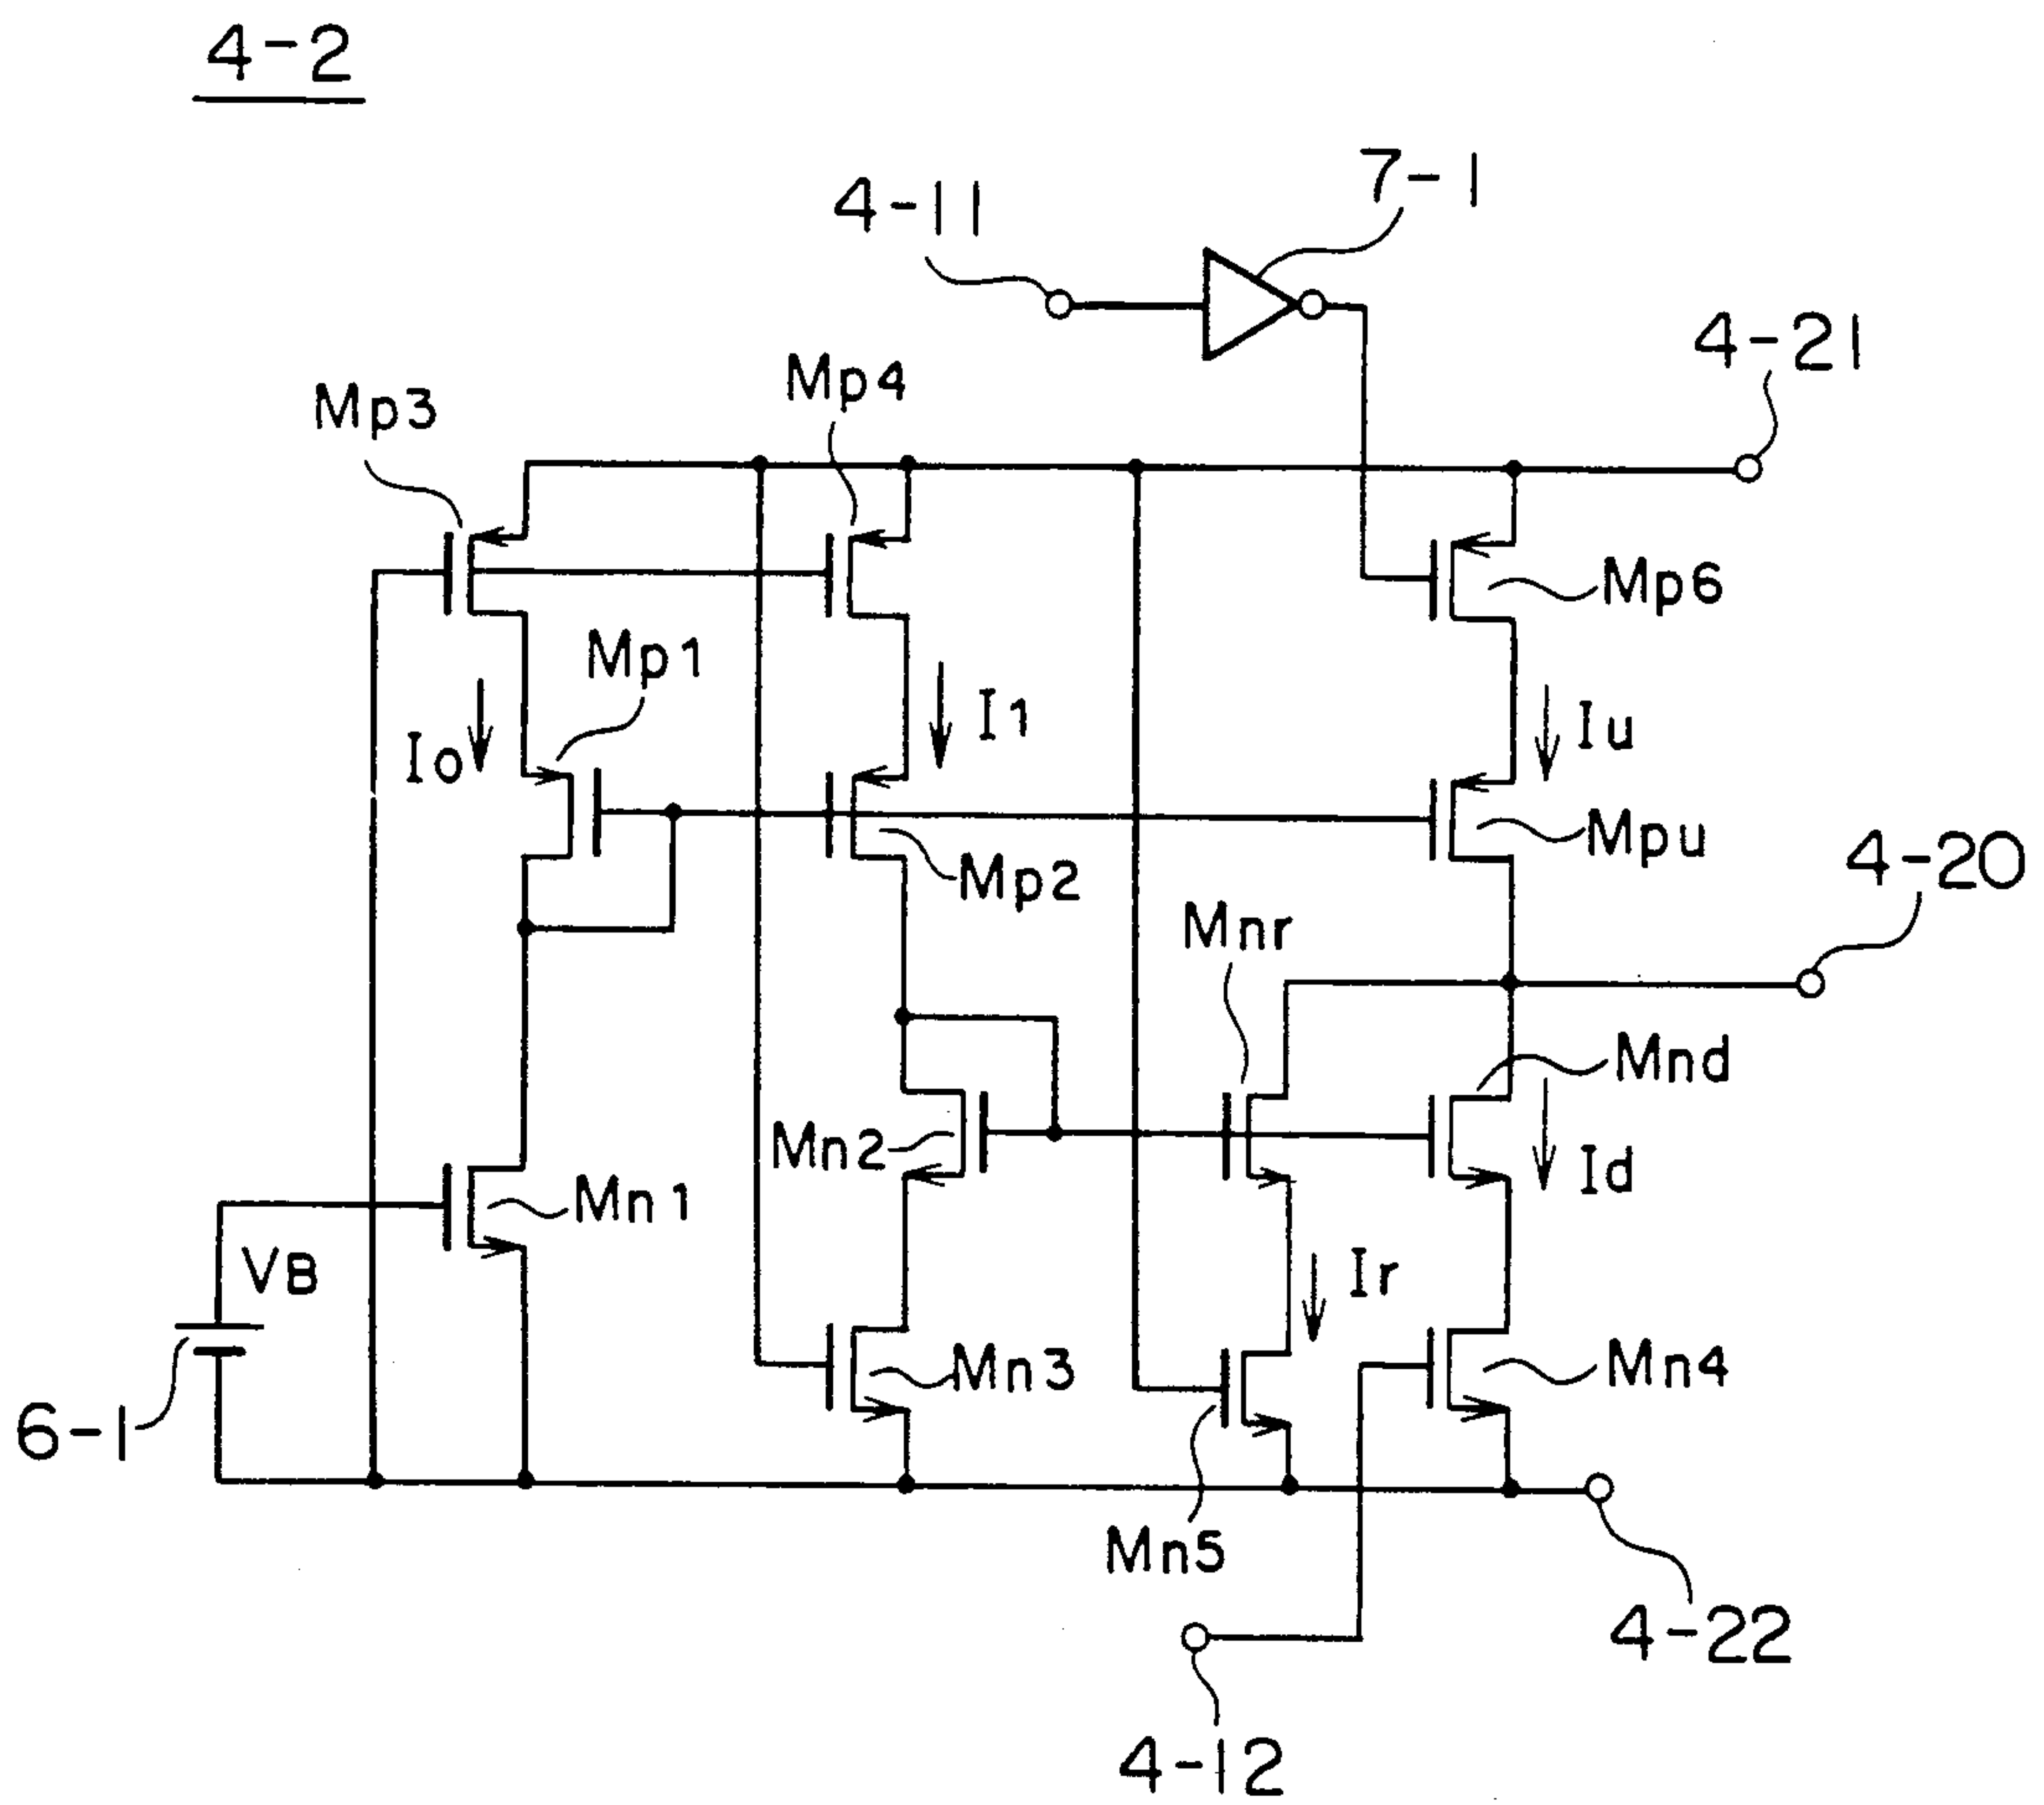 4-2
7-1
4-11
4-21
Mp3
Mp4
Mp6
Mp1
Io
I1
Iu
Mpu
Mp2
4-20
Mnr
Mnd
Mn2
Id
Mn1
VB
Ir
Mn3
Mn4
6-1
Mn5
4-22
4-12